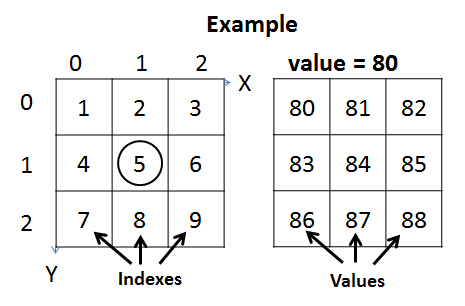 Example
0 1 2 value = 80
X
0 1 2 3 80 81 82
1 4 5 6 83 84 85
2 7 8 9 86 87 88
Y Indexes Values